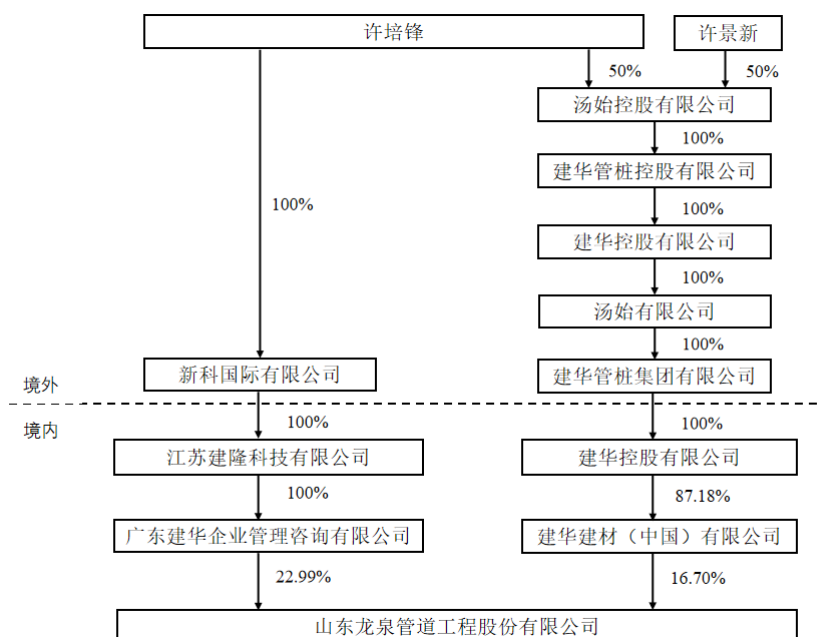 许培锋
许景新
50%
50%
汤始控股有限公司
100%
建华管桩控股有限公司
100%
100%
建华控股有限公司
100%
汤始有限公司
100%
新科国际有限公司
建华管桩集团有限公司
境外
境内
100%
100%
江苏建隆科技有限公司
建华控股有限公司
100%
87.18%
广东建华企业管理咨询有限公司
建华建材（中国）有限公司
22.99%
16.70%
山东龙泉管道工程股份有限公司